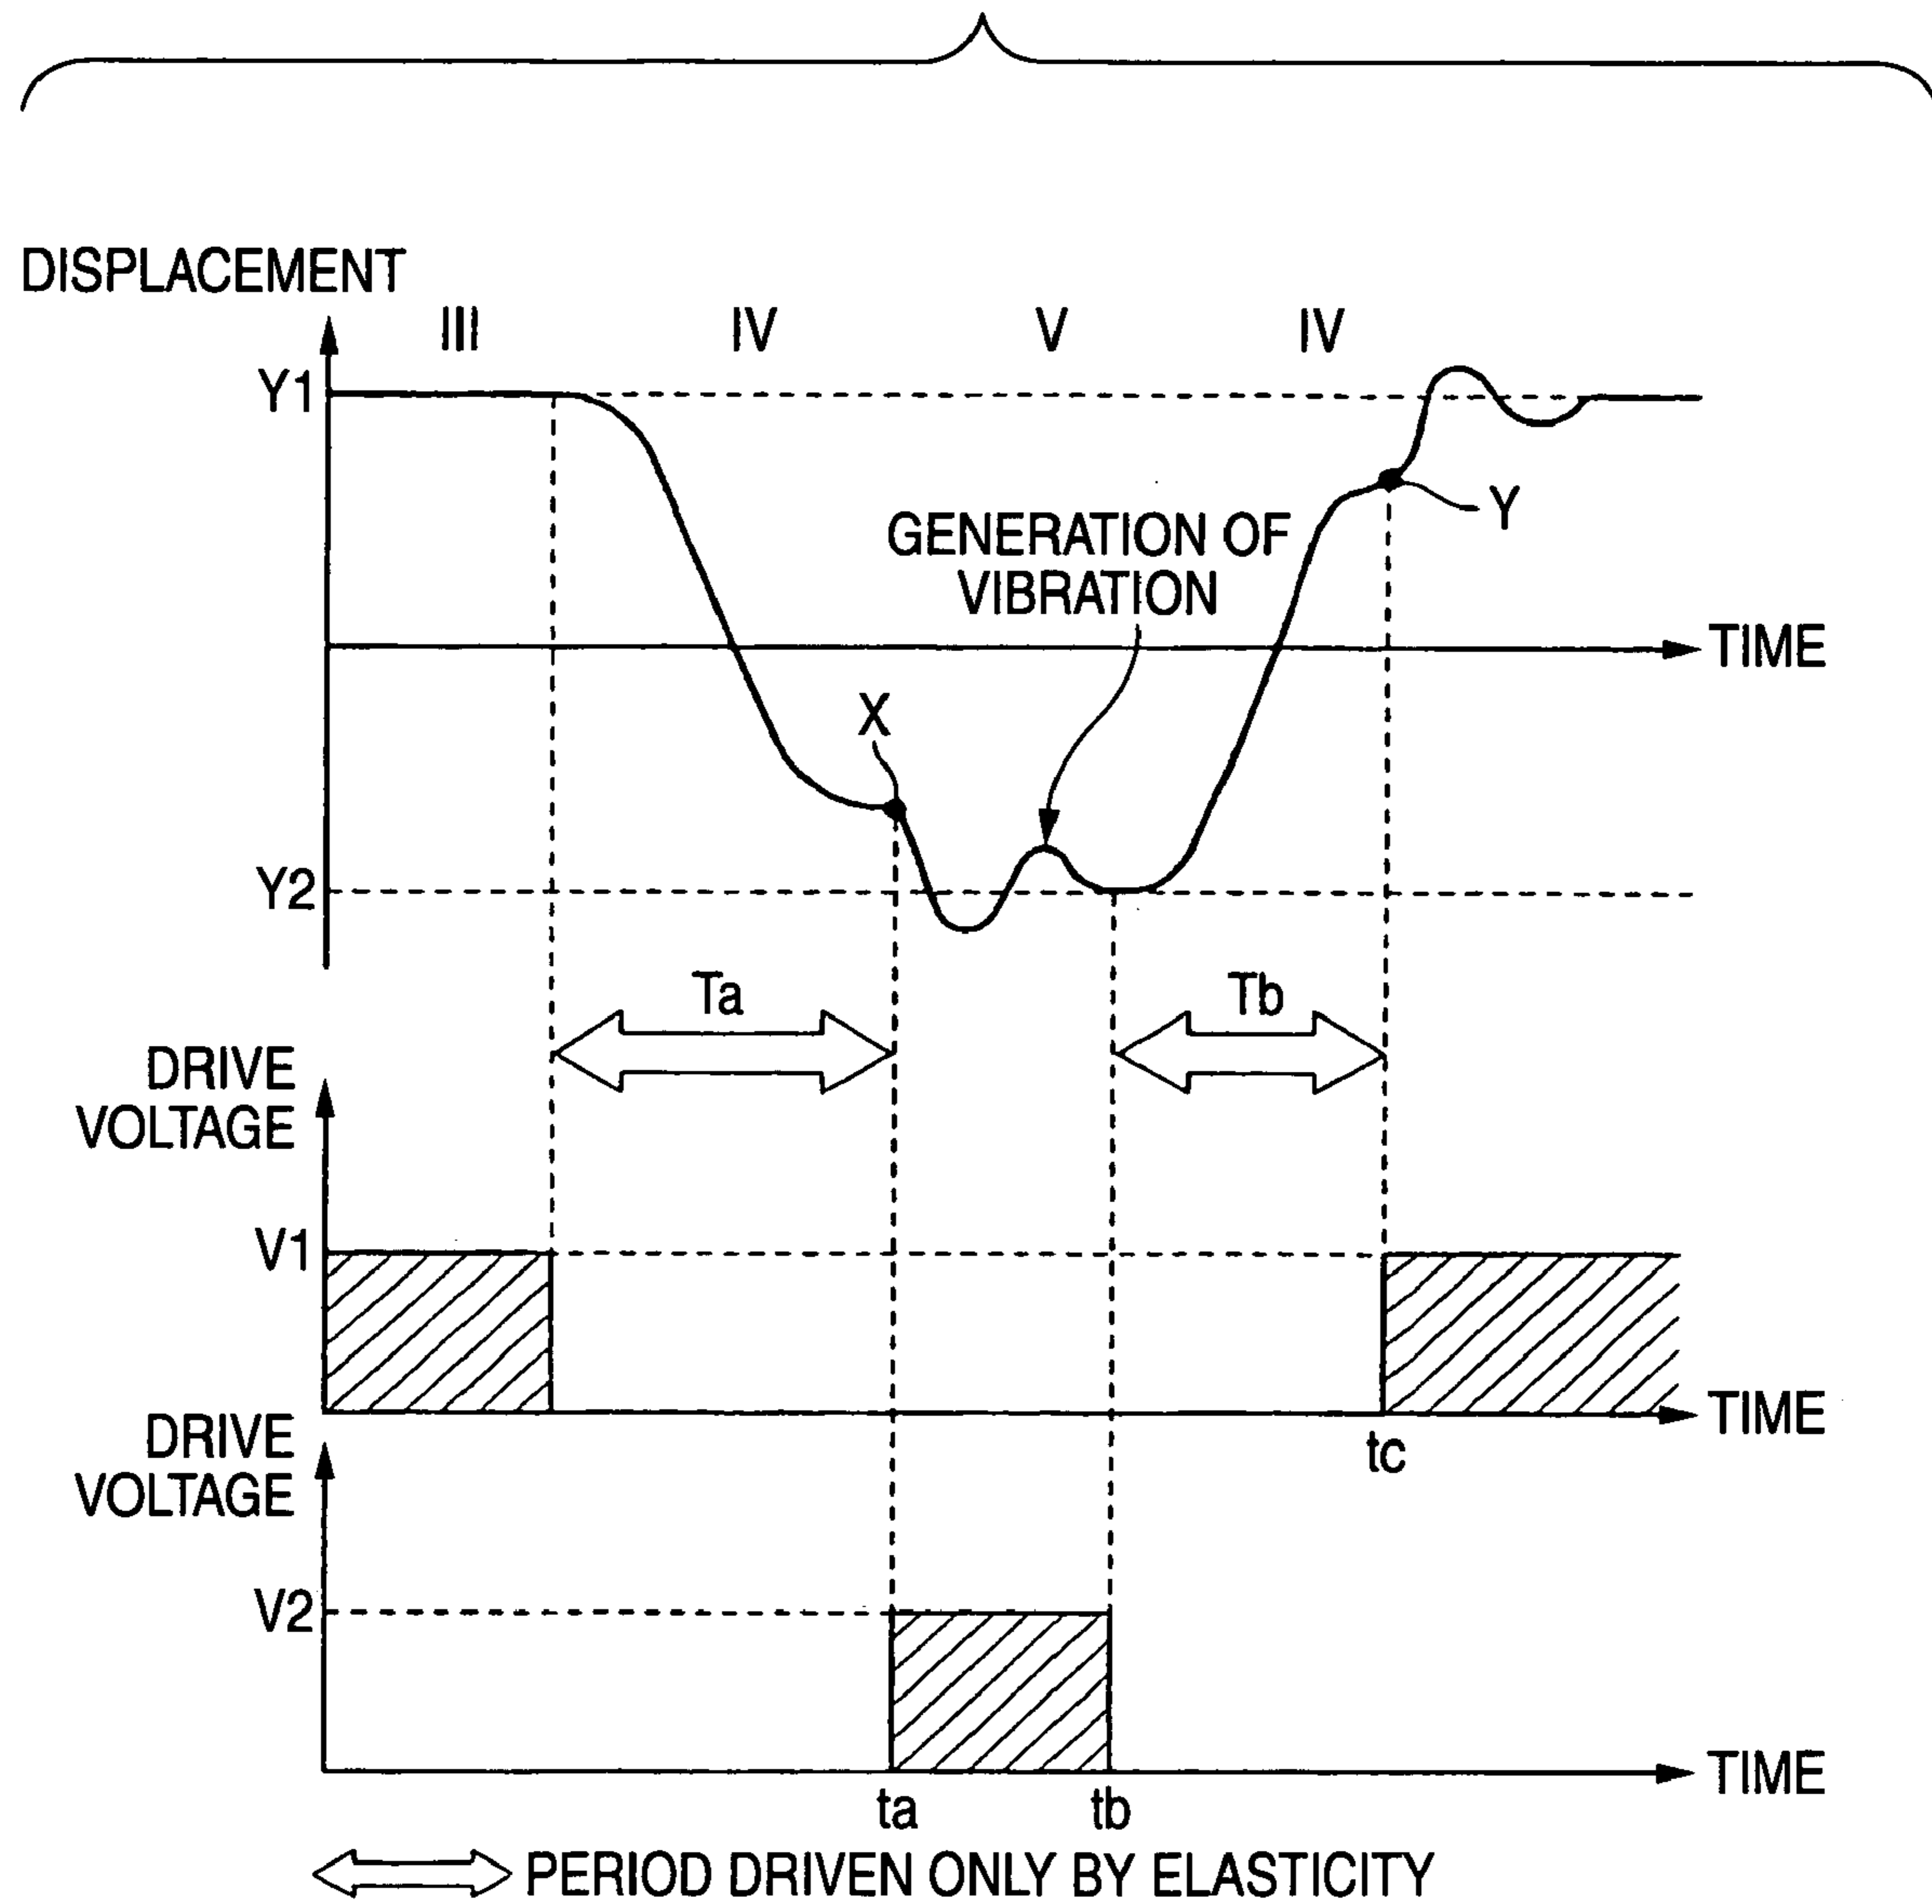 DISPLACEMENT
III
IV
V
IV
Y1
Y
GENERATION OF
VIBRATION
TIME
X
Y2
Ta
Tb
DRIVE
VOLTAGE
V1
TIME
tc
DRIVE
VOLTAGE
V2
TIME
ta
tb
PERIOD DRIVEN ONLY BY ELASTICITY